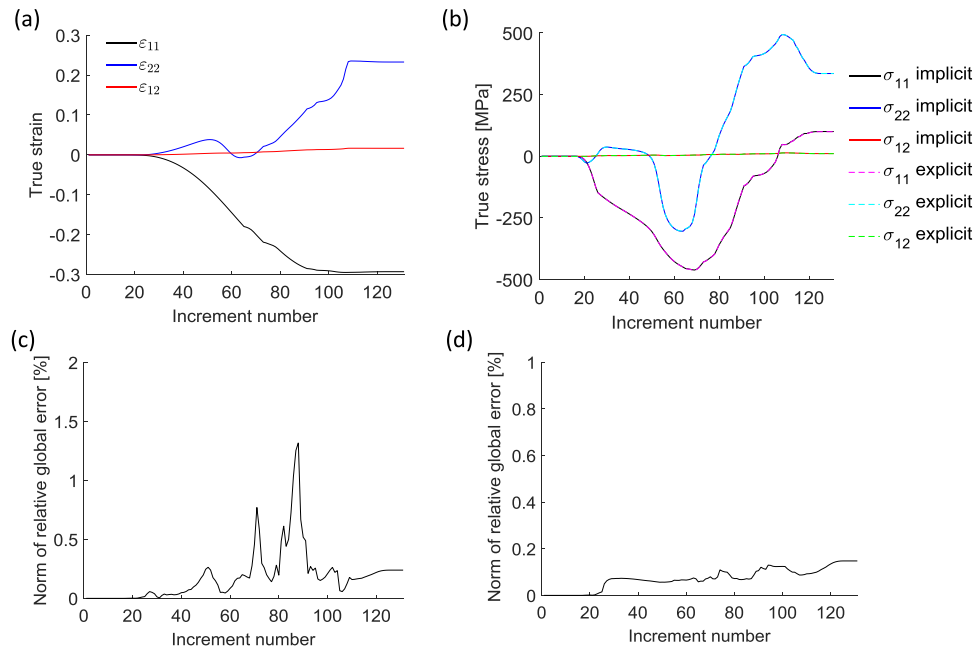 (a)
0.3
0.2
0.1
0
-0.1
-0.2
-0.3
True strain
ε11
ε22
ε12
0 20 40 60 80 100 120
Increment number
(b)
500
250
0
-250
-500
True stress [MPa]
0 20 40 60 80 100 120
Increment number
σ11 implicit
σ22 implicit
σ12 implicit
σ11 explicit
σ22 explicit
σ12 explicit
(c)
2
1.5
1
0.5
0
Norm of relative global error [%]
0 20 40 60 80 100 120
Increment number
(d)
1
0.8
0.6
0.4
0.2
0
Norm of relative global error [%]
0 20 40 60 80 100 120
Increment number